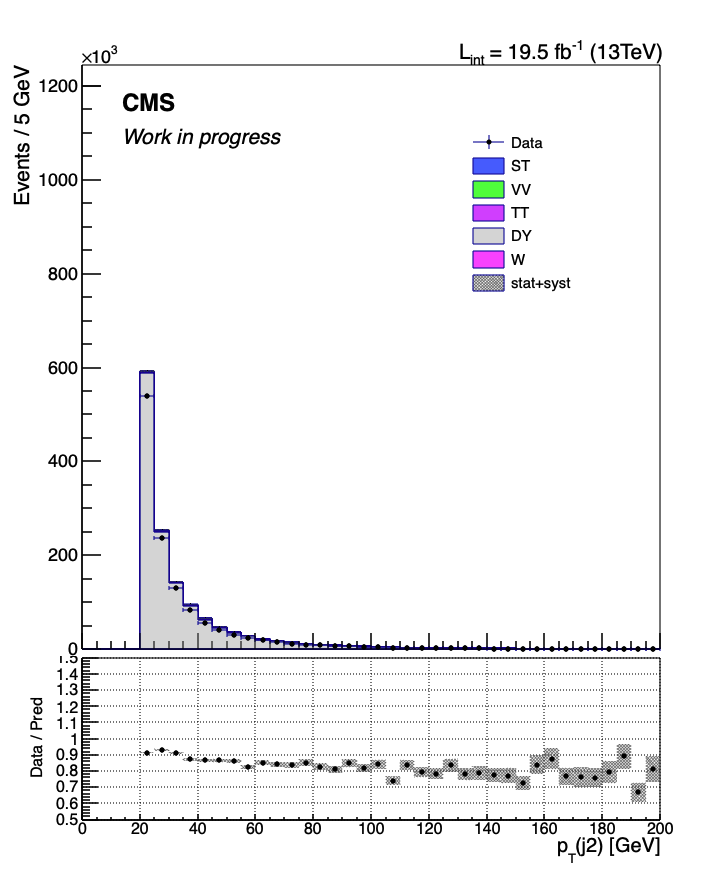 ×10³
L_int = 19.5 fb⁻¹ (13TeV)
Events / 5 GeV
1200
1000
800
600
400
200
0
CMS
Work in progress
Data
ST
VV
TT
DY
W
stat+syst
Data / Pred
1.5
1.4
1.3
1.2
1.1
1
0.9
0.8
0.7
0.6
0.5
0 20 40 60 80 100 120 140 160 180 200
p_T(j2) [GeV]